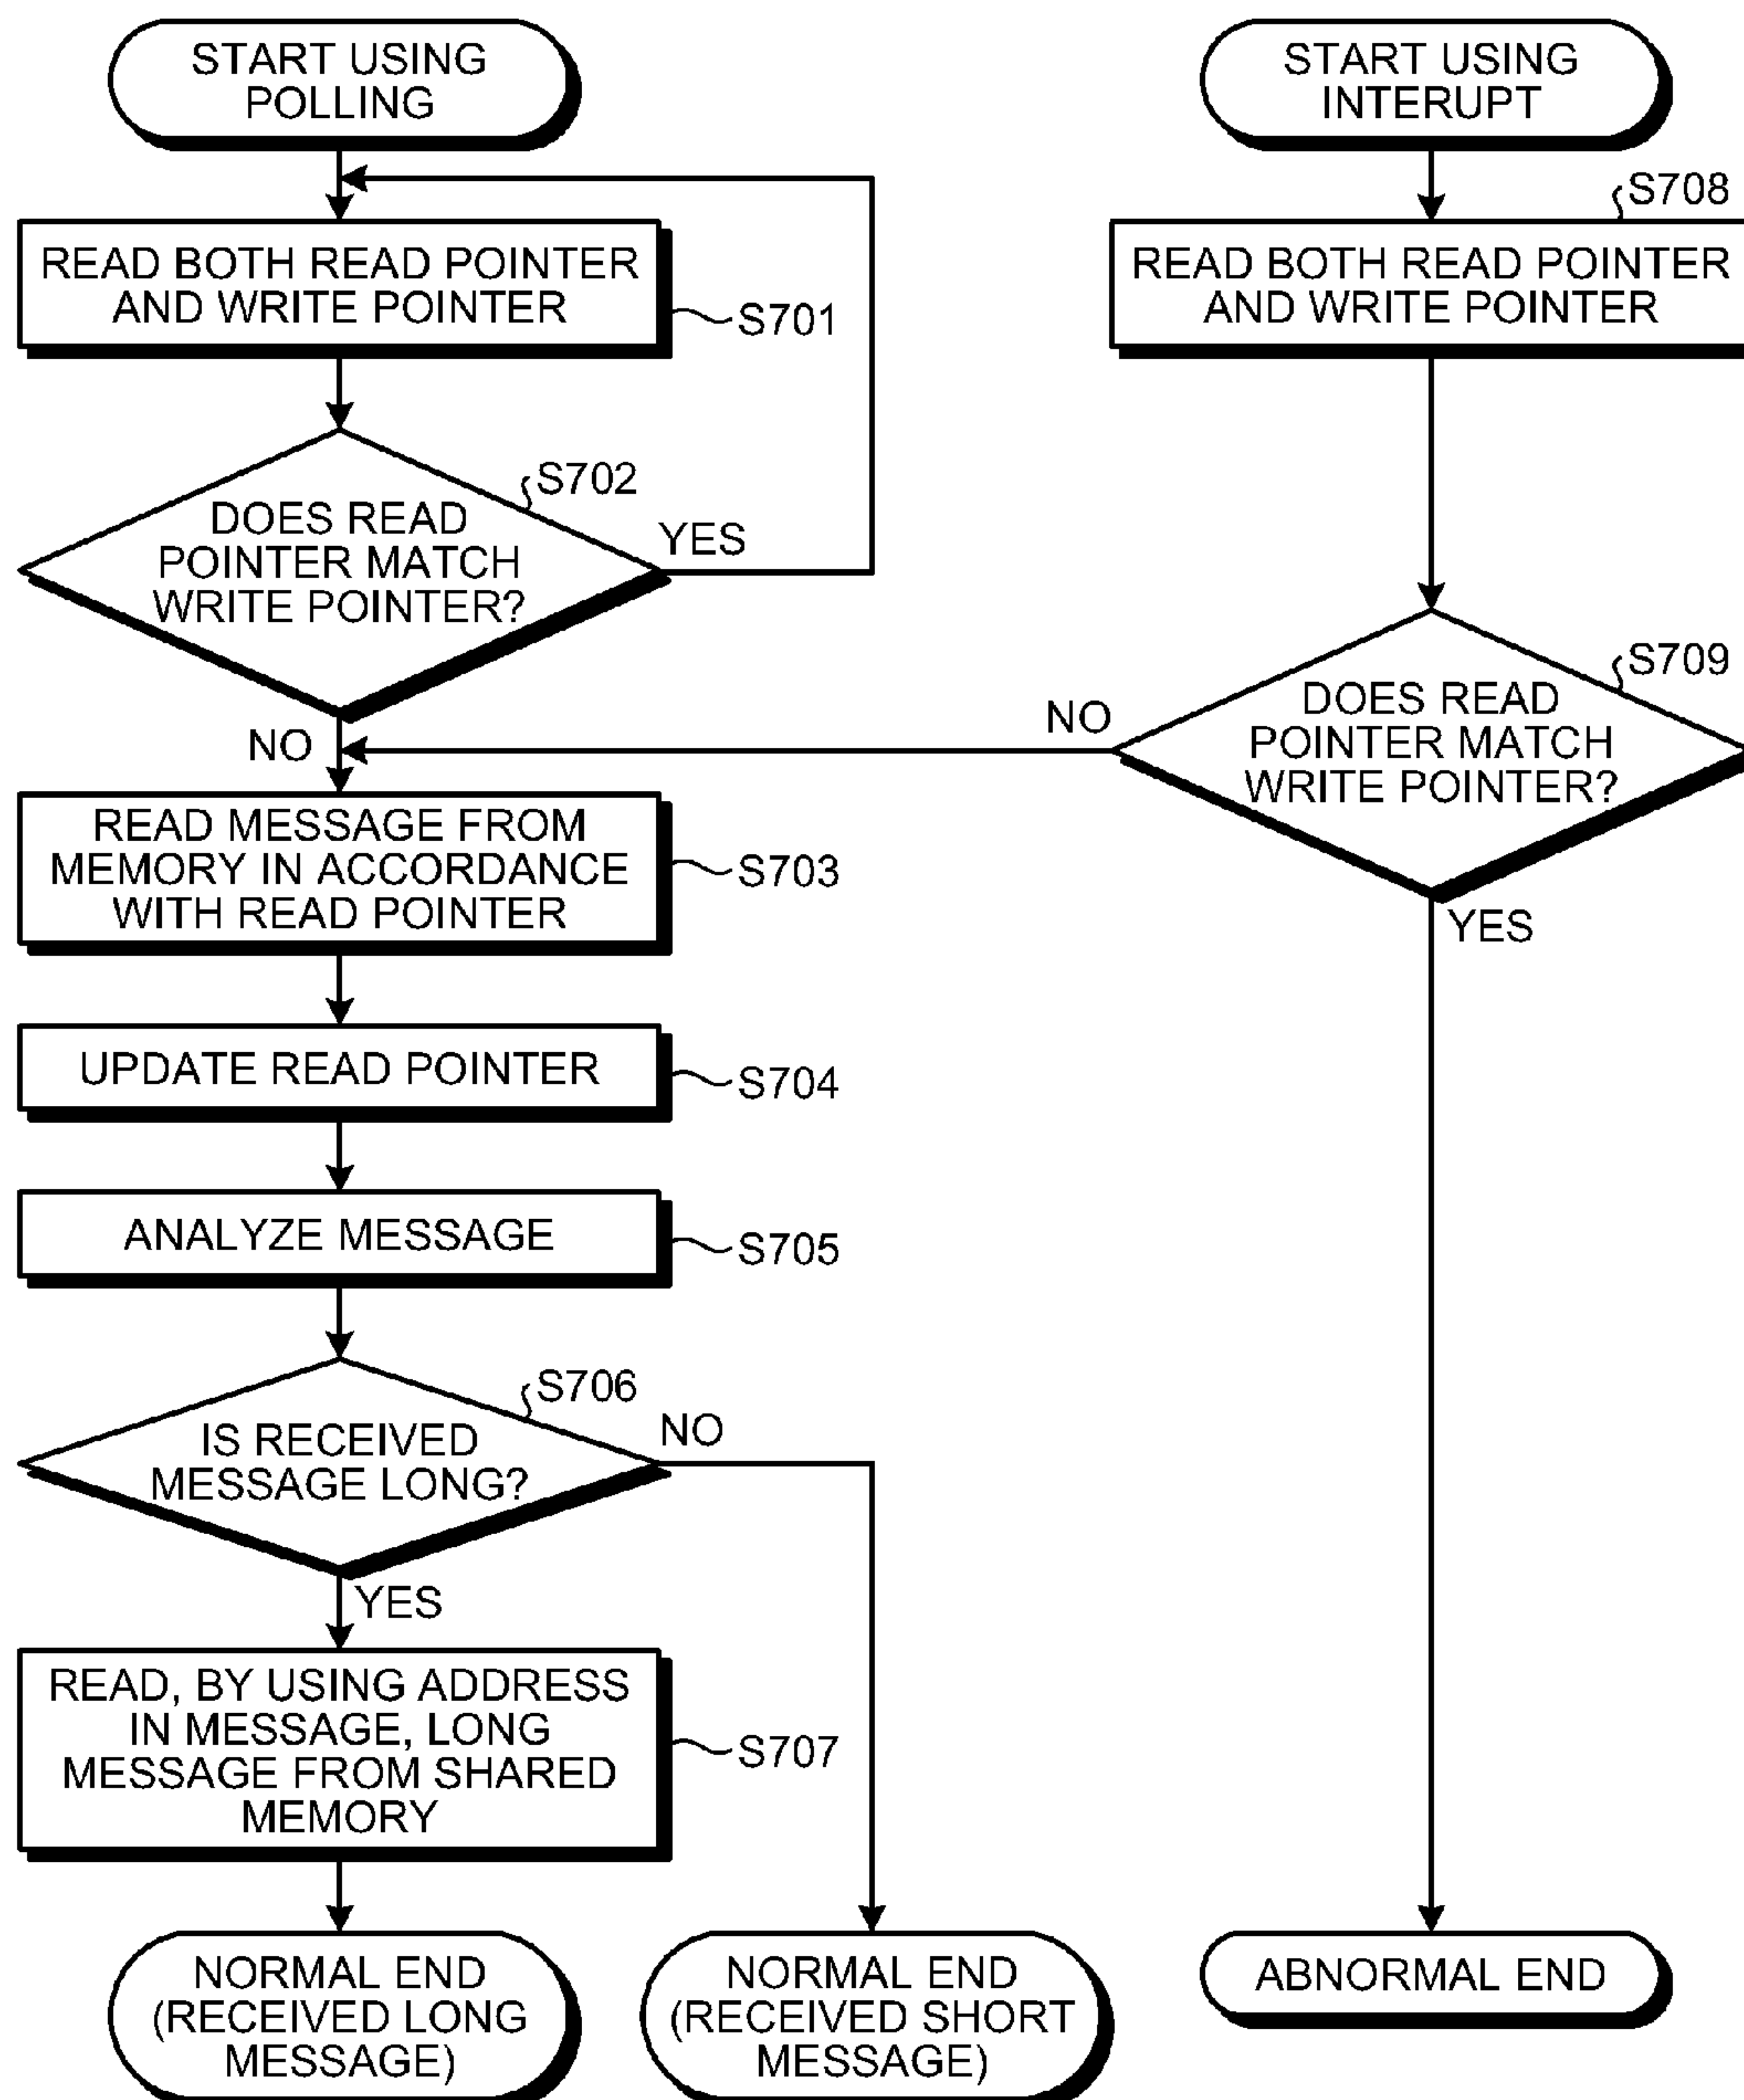 START USING
POLLING
READ BOTH READ POINTER
AND WRITE POINTER
S701
S702
DOES READ
POINTER MATCH
WRITE POINTER?
YES
NO
READ MESSAGE FROM
MEMORY IN ACCORDANCE
WITH READ POINTER
S703
UPDATE READ POINTER
S704
ANALYZE MESSAGE
S705
S706
IS RECEIVED
MESSAGE LONG?
NO
YES
READ, BY USING ADDRESS
IN MESSAGE, LONG
MESSAGE FROM SHARED
MEMORY
S707
NORMAL END
(RECEIVED LONG
MESSAGE)
NORMAL END
(RECEIVED SHORT
MESSAGE)
START USING
INTERUPT
S708
READ BOTH READ POINTER
AND WRITE POINTER
S709
DOES READ
POINTER MATCH
WRITE POINTER?
NO
YES
ABNORMAL END